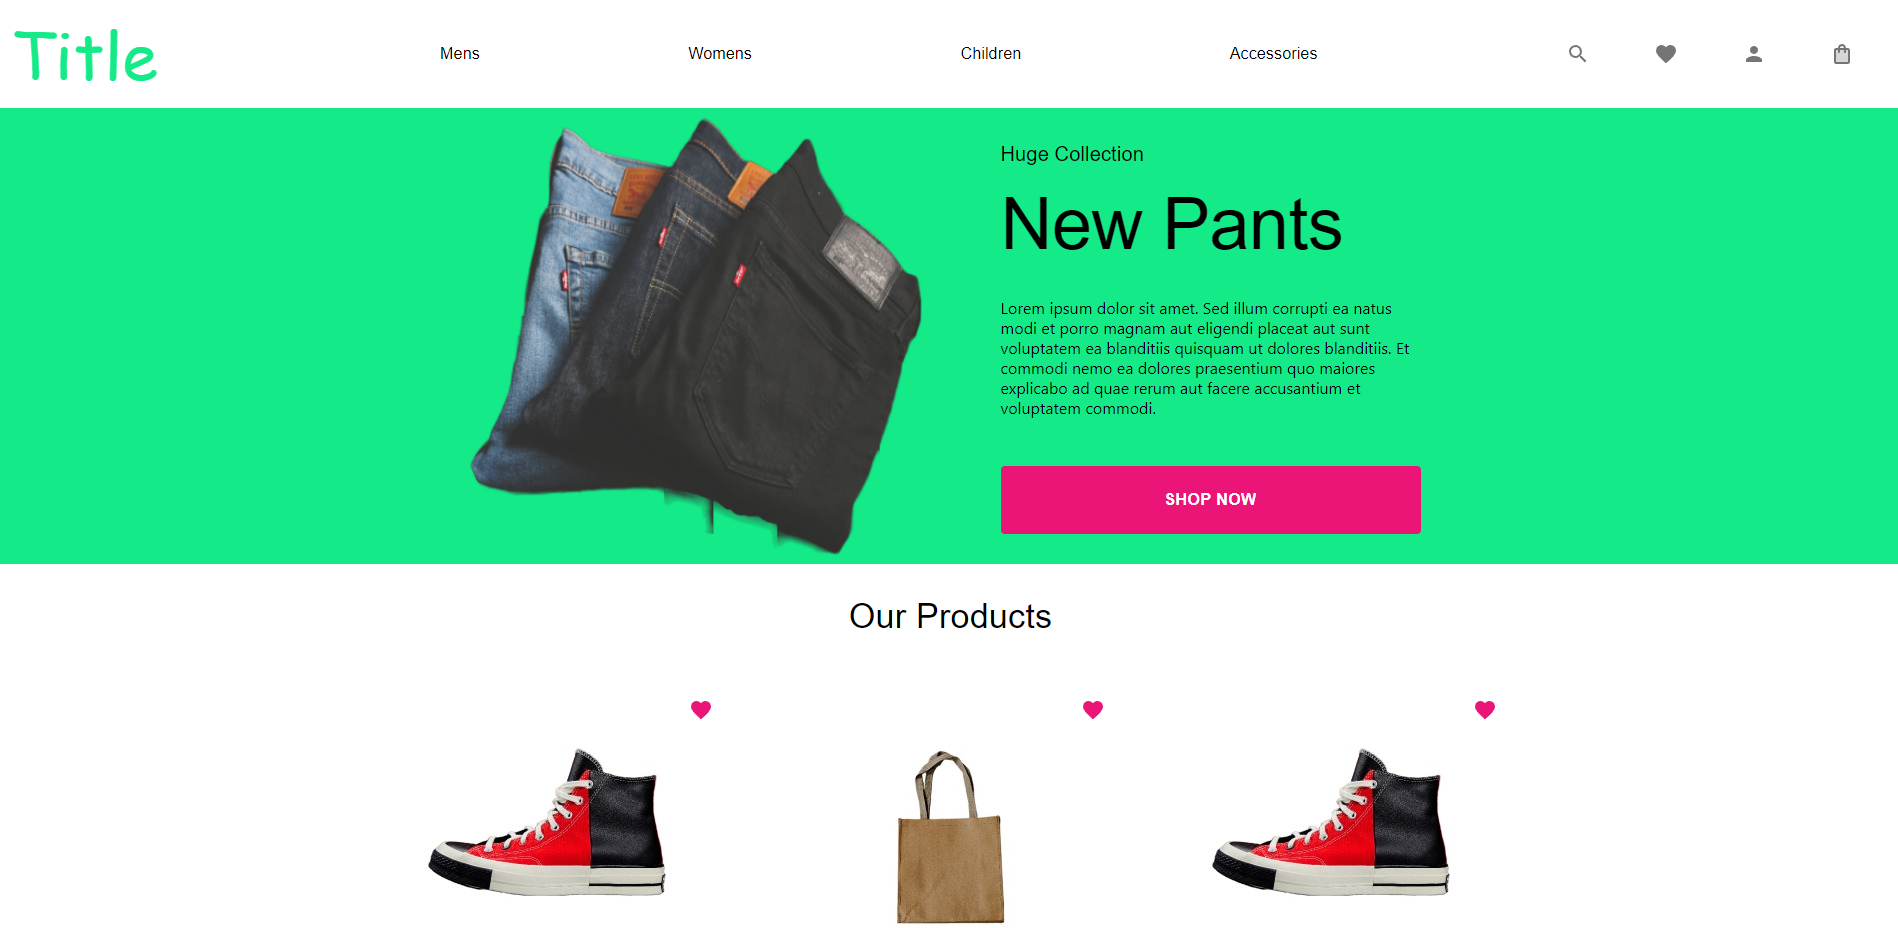 Title
Mens
Womens
Children
Accessories
Huge Collection
New Pants
Lorem ipsum dolor sit amet. Sed illum corrupti ea natus
modi et porro magnam aut eligendi placeat aut sunt
voluptatem ea blanditiis quisquam ut dolores blanditiis. Et
commodi nemo ea dolores praesentium quo maiores
explicabo ad quae rerum aut facere accusantium et
voluptatem commodi.
SHOP NOW
Our Products